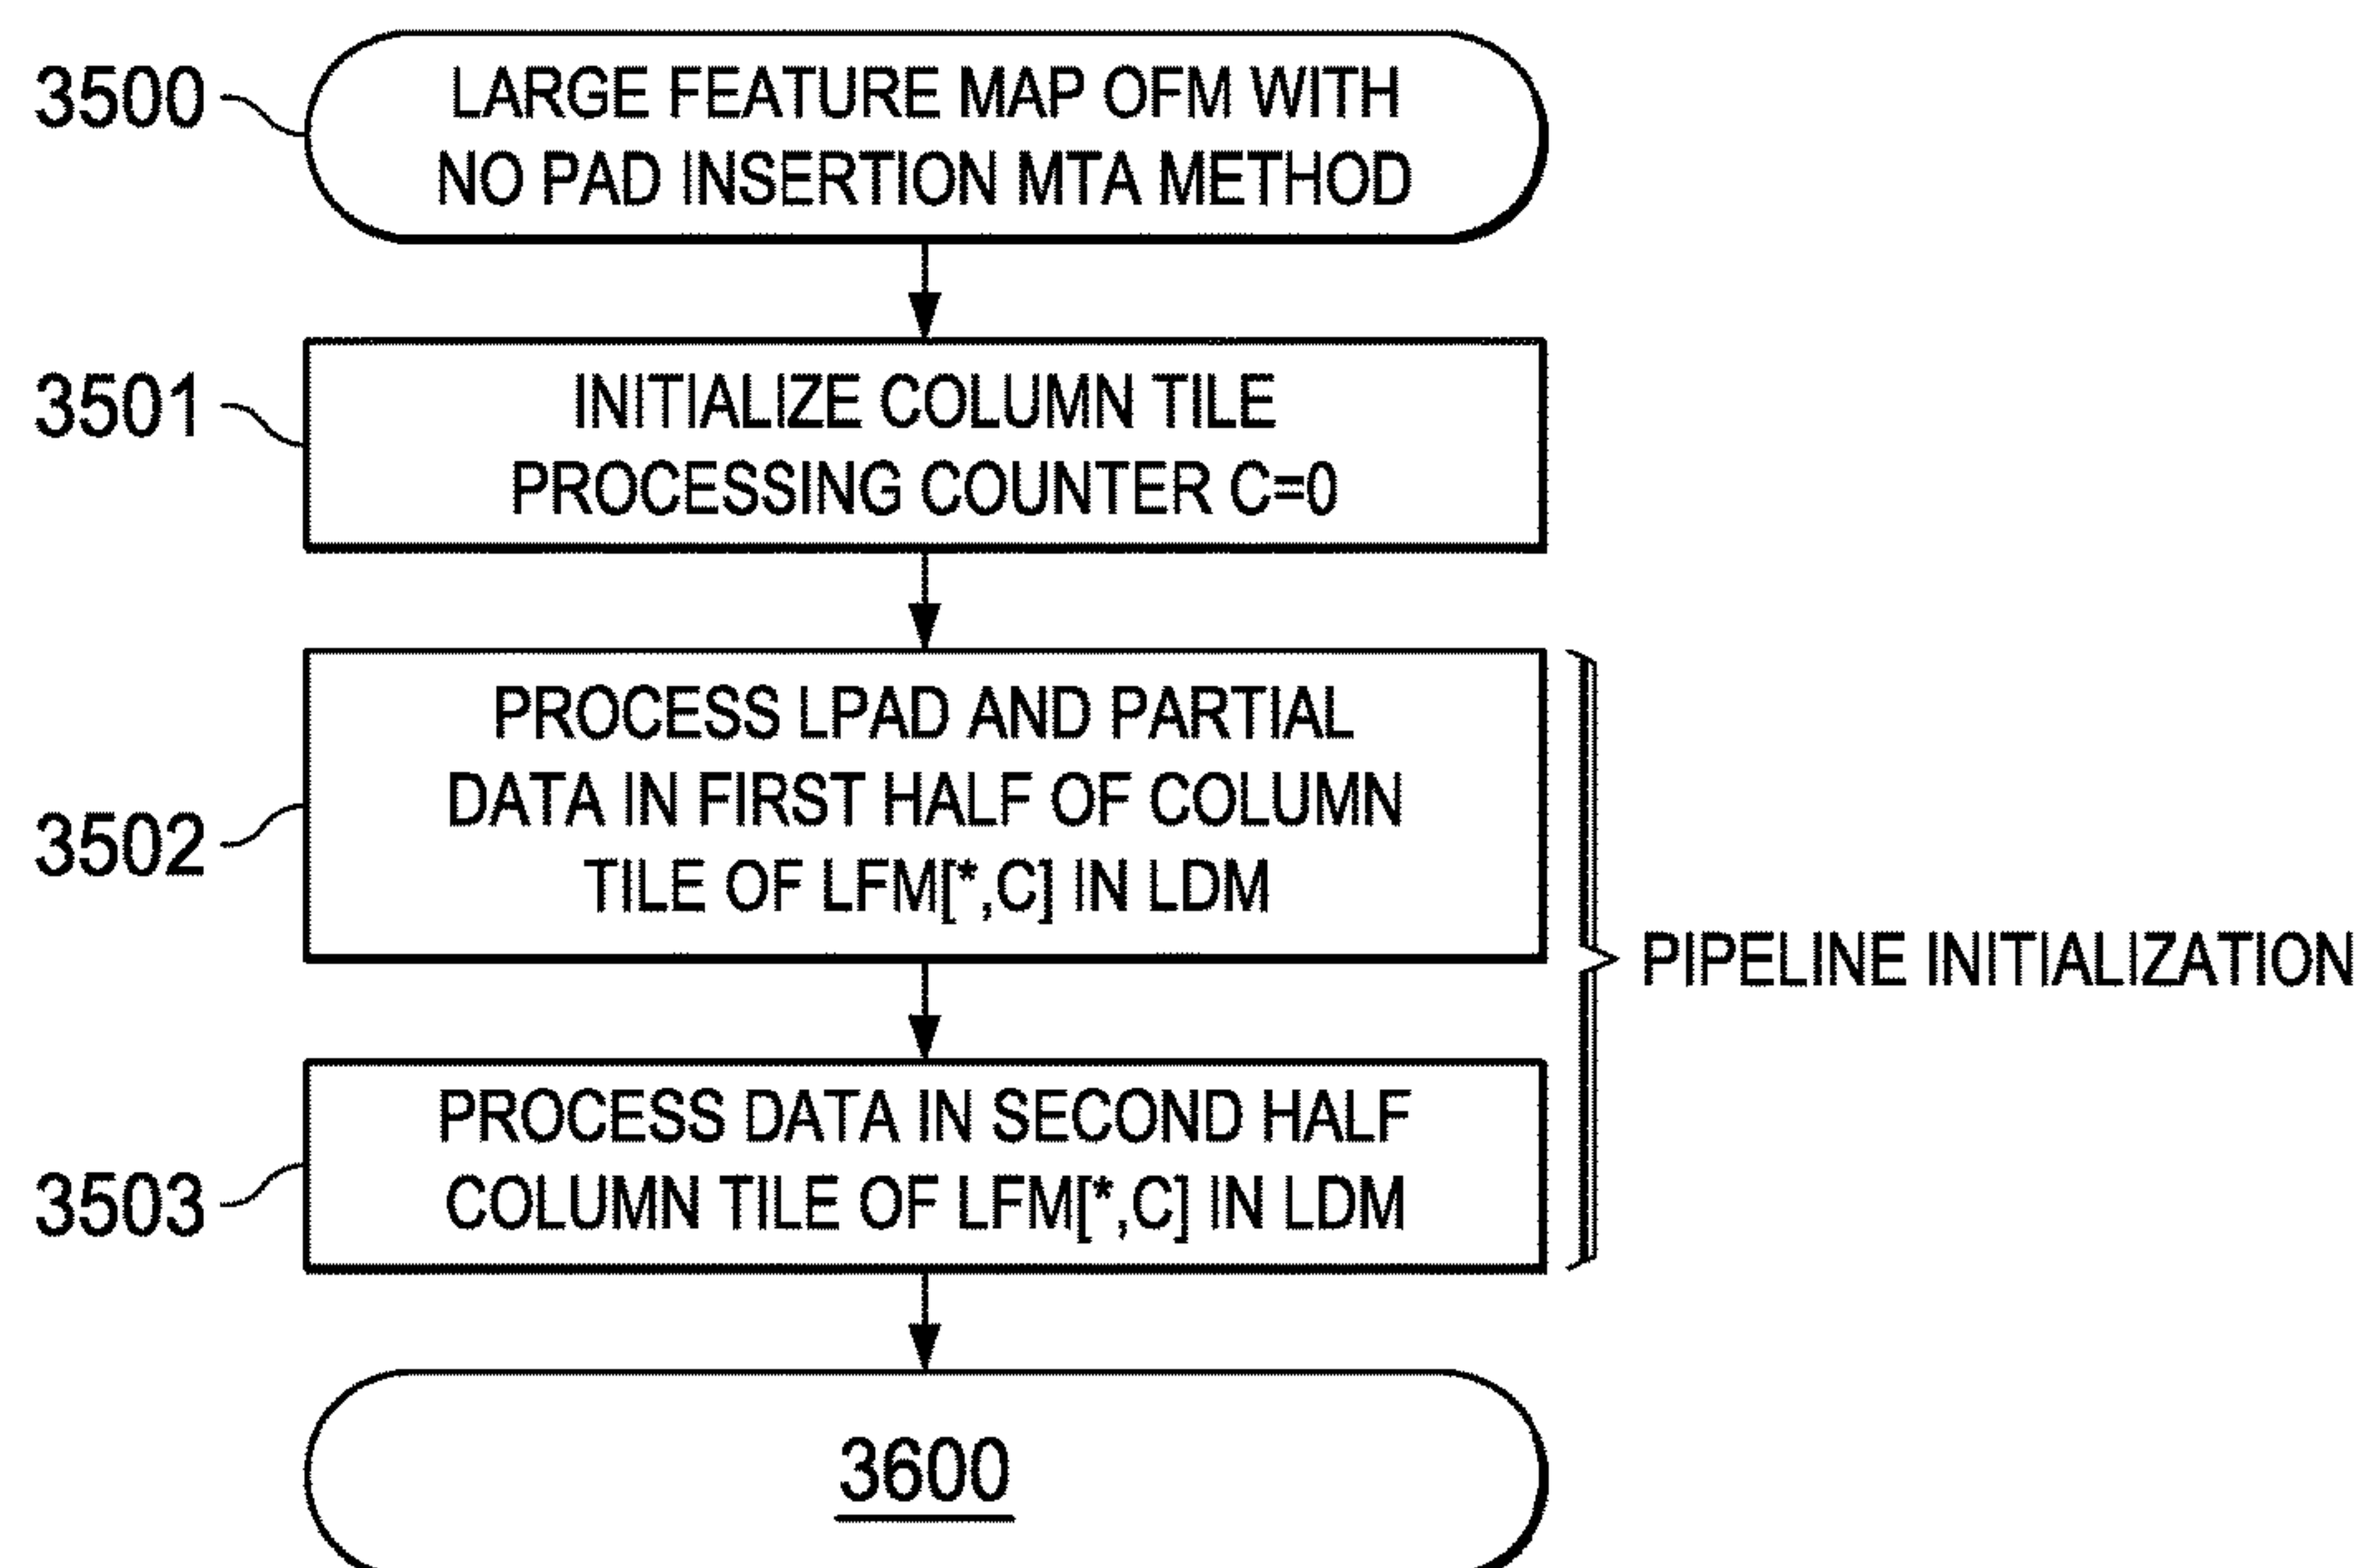 3500
LARGE FEATURE MAP OFM WITH
NO PAD INSERTION MTA METHOD
3501
INITIALIZE COLUMN TILE
PROCESSING COUNTER C=0
3502
PROCESS LPAD AND PARTIAL
DATA IN FIRST HALF OF COLUMN
TILE OF LFM[*,C] IN LDM
PIPELINE INITIALIZATION
3503
PROCESS DATA IN SECOND HALF
COLUMN TILE OF LFM[*,C] IN LDM
3600